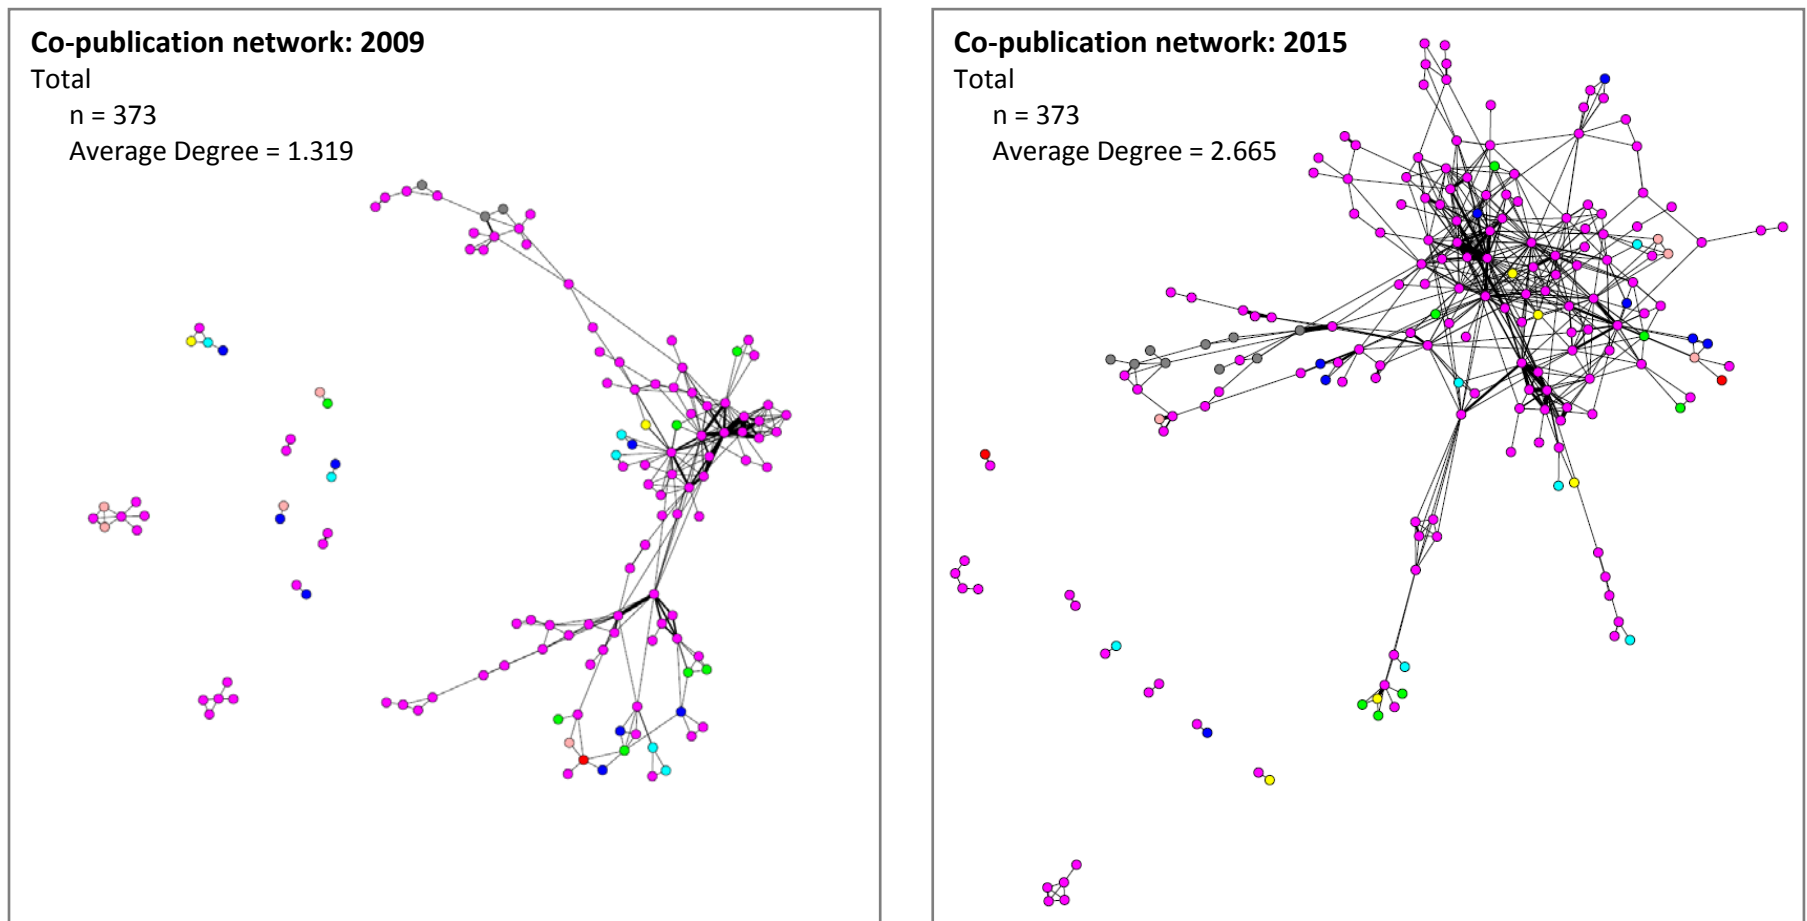 Co-publication network: 2009
Total
n = 373
Average Degree = 1.319
Co-publication network: 2015
Total
n = 373
Average Degree = 2.665